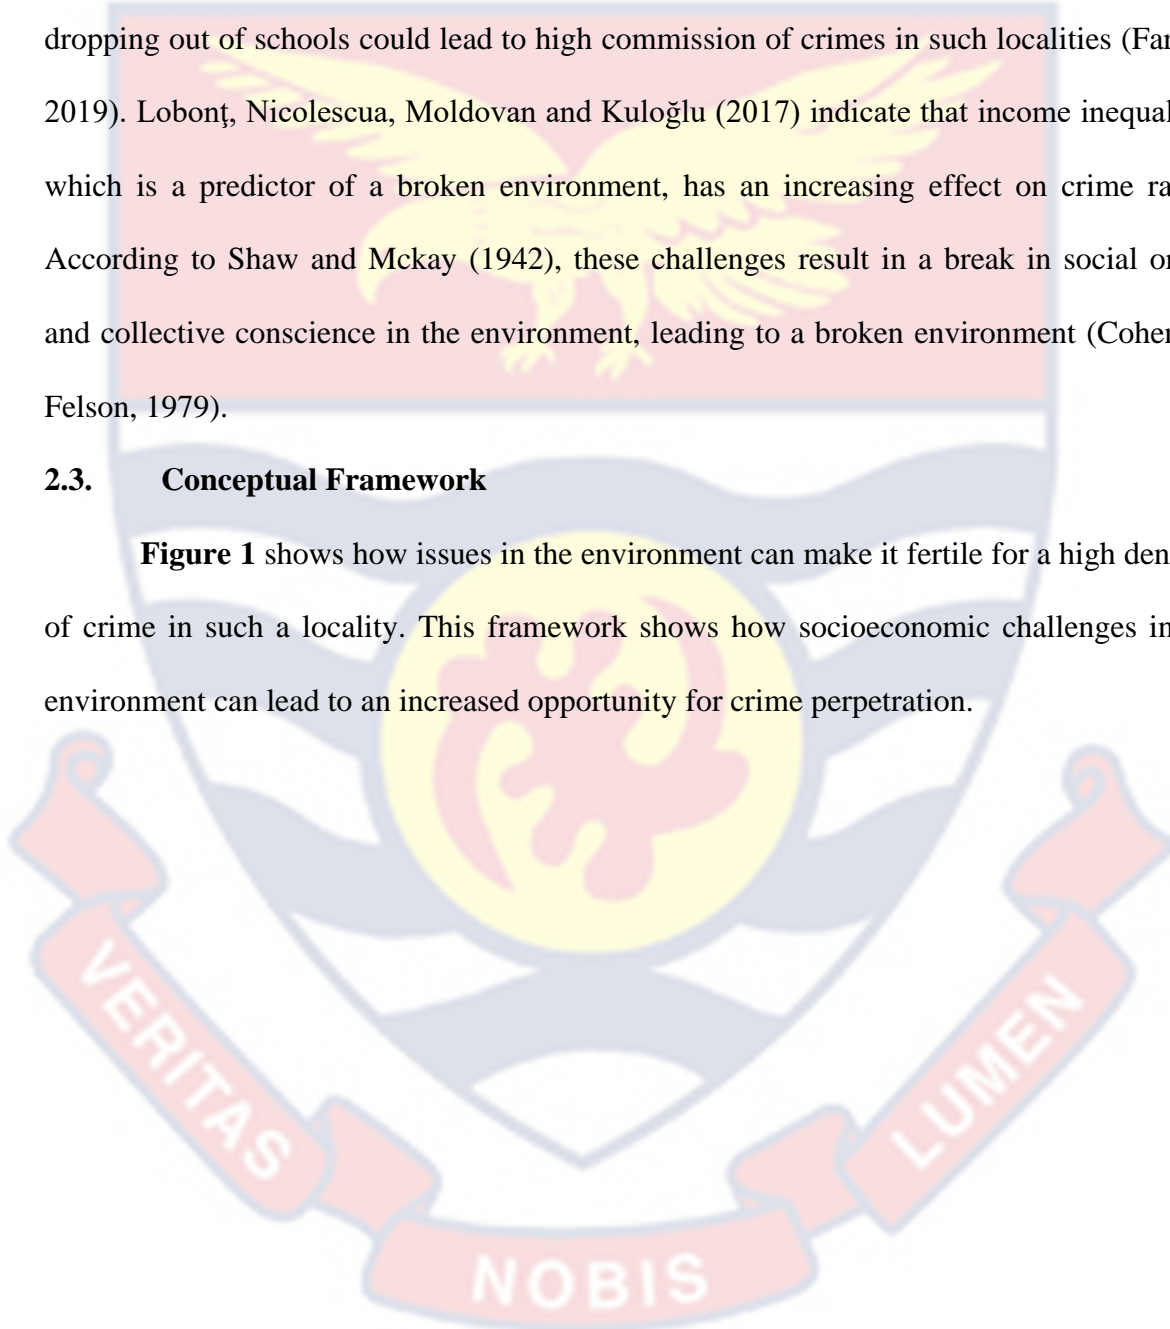 dropping out of schools could lead to high commission of crimes in such localities (Far
2019). Lobonţ, Nicolescua, Moldovan and Kuloğlu (2017) indicate that income inequal
which is a predictor of a broken environment, has an increasing effect on crime ra
According to Shaw and Mckay (1942), these challenges result in a break in social or
and collective conscience in the environment, leading to a broken environment (Cohen
Felson, 1979).
2.3. Conceptual Framework
Figure 1 shows how issues in the environment can make it fertile for a high den
of crime in such a locality. This framework shows how socioeconomic challenges in
environment can lead to an increased opportunity for crime perpetration.
VERITAS
NOBIS
LUMEN